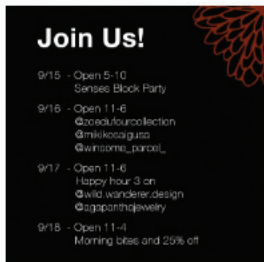 Join Us!
9/15 - Open 5-10
Senses Block Party
9/16 - Open 11-6
@zoedufourcollection
@mikikosaigusa
@winsome_parcel_
9/17 - Open 11-6
Happy hour 3 on
@wild.wanderer.design
@agapanthajewelry
9/18 - Open 11-4
Morning bites and 25% off